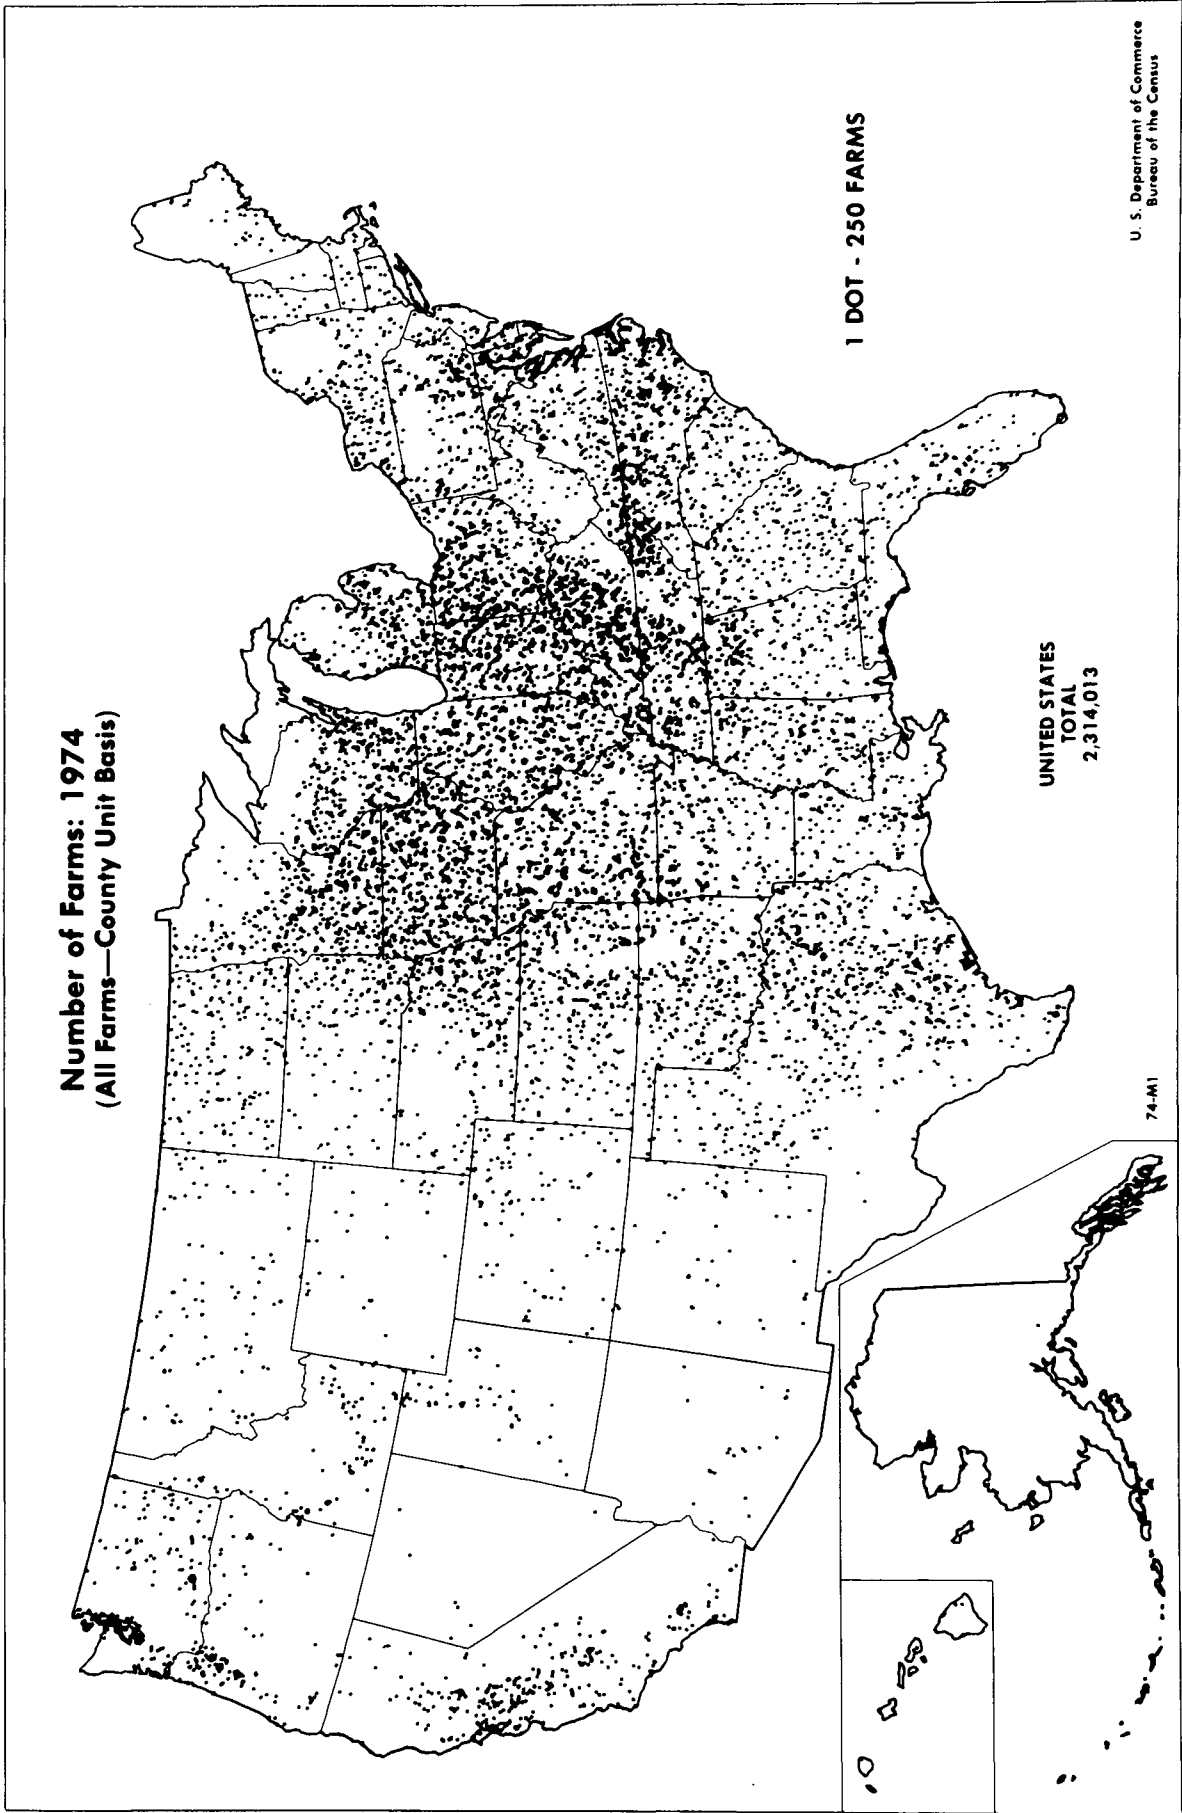 Number of Farms: 1974
(All Farms—County Unit Basis)
1 DOT - 250 FARMS
UNITED STATES
TOTAL
2,314,013
74-M1
U. S. Department of Commerce
Bureau of the Census